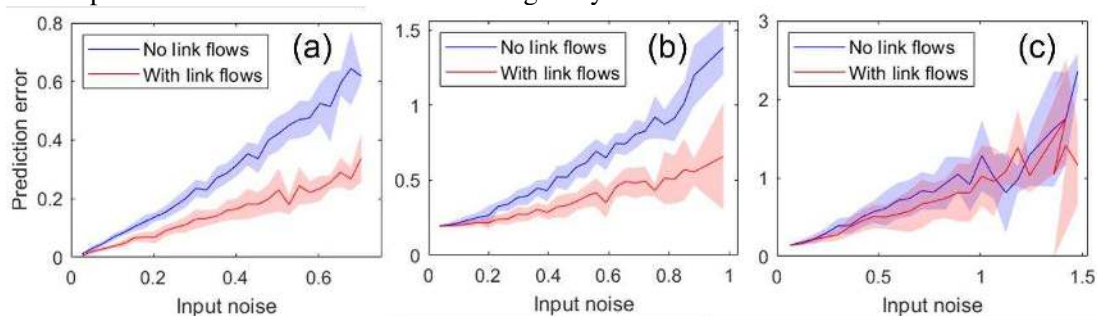 0.8
0.6
0.4
0.2
0
Prediction error
No link flows
With link flows
(a)
0.2 0.4 0.6
Input noise
1.5
1
0.5
0
No link flows
With link flows
(b)
0 0.2 0.4 0.6 0.8 1
Input noise
3
2
1
0
No link flows
With link flows
(c)
0.5 1 1.5
Input noise